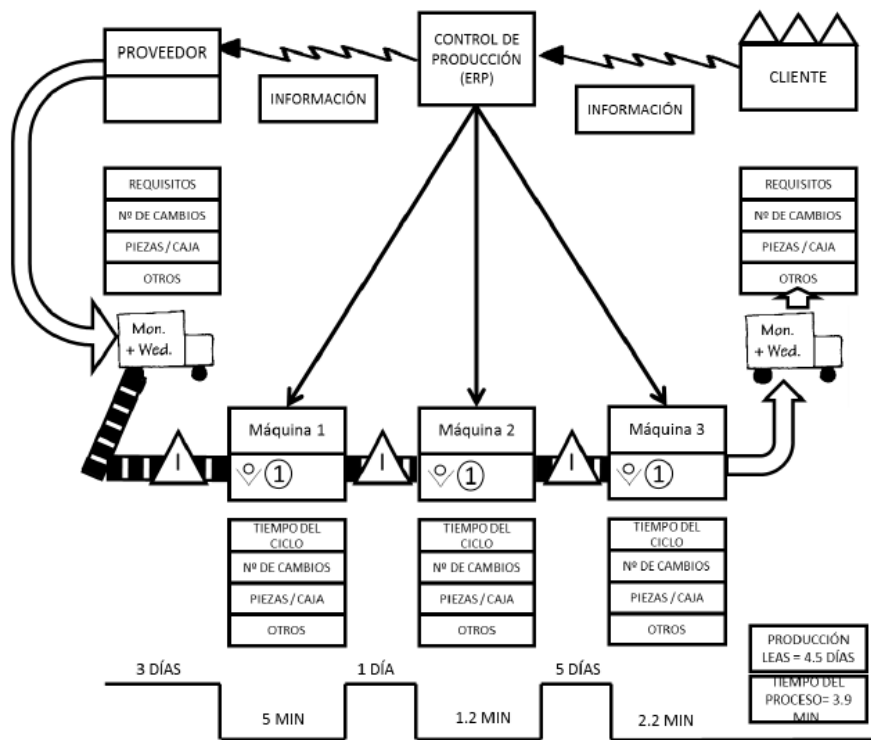 PROVEEDOR
CONTROL DE
PRODUCCIÓN
(ERP)
CLIENTE
INFORMACIÓN
INFORMACIÓN
REQUISITOS
Nº DE CAMBIOS
PIEZAS / CAJA
OTROS
REQUISITOS
Nº DE CAMBIOS
PIEZAS / CAJA
OTROS
Mon.
+ Wed.
Mon.
+ Wed.
Máquina 1
Máquina 2
Máquina 3
I
1
I
1
I
1
TIEMPO DEL
CICLO
Nº DE CAMBIOS
PIEZAS / CAJA
OTROS
TIEMPO DEL
CICLO
Nº DE CAMBIOS
PIEZAS / CAJA
OTROS
TIEMPO DEL
CICLO
Nº DE CAMBIOS
PIEZAS / CAJA
OTROS
PRODUCCIÓN
LEAS = 4.5 DÍAS
TIEMPO DEL
PROCESO= 3.9
MIN
3 DÍAS
1 DÍA
5 DÍAS
5 MIN
1.2 MIN
2.2 MIN